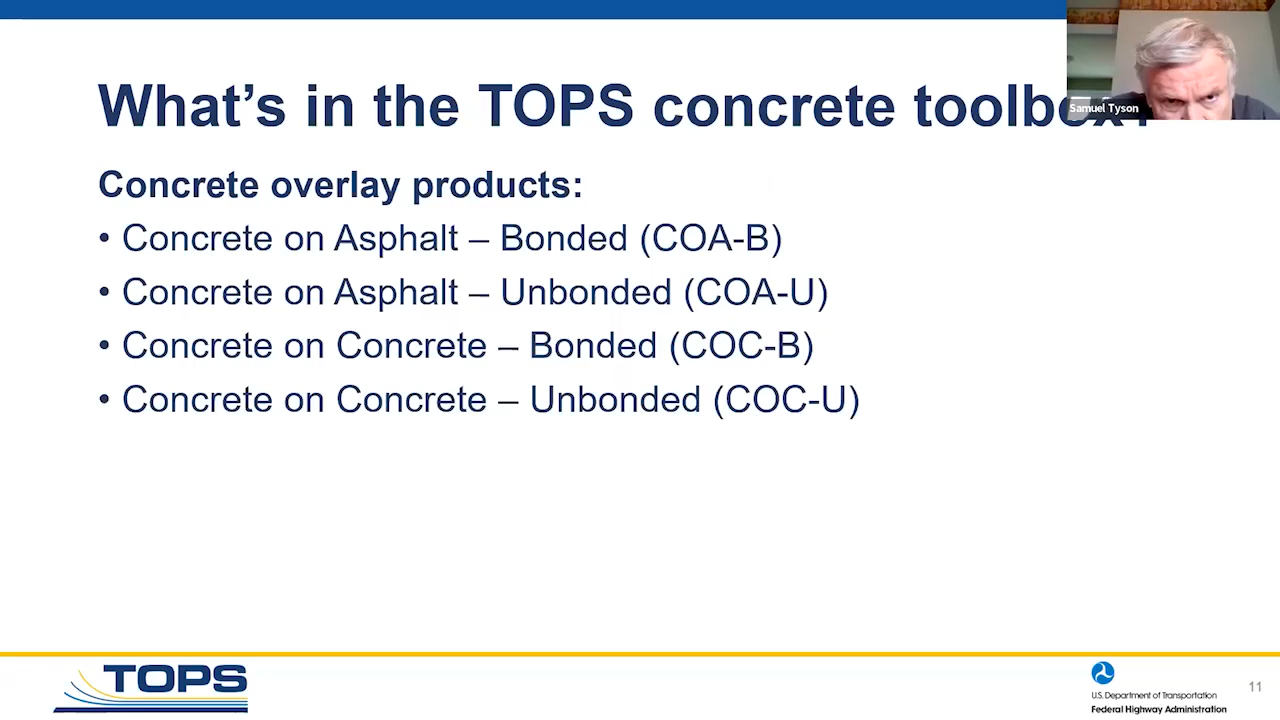 What's in the TOPS concrete
Samuel Tyson
Concrete overlay products:
• Concrete on Asphalt – Bonded (COA-B)
• Concrete on Asphalt – Unbonded (COA-U)
• Concrete on Concrete – Bonded (COC-B)
• Concrete on Concrete – Unbonded (COC-U)
TOPS
U.S. Department of Transportation
Federal Highway Administration
11